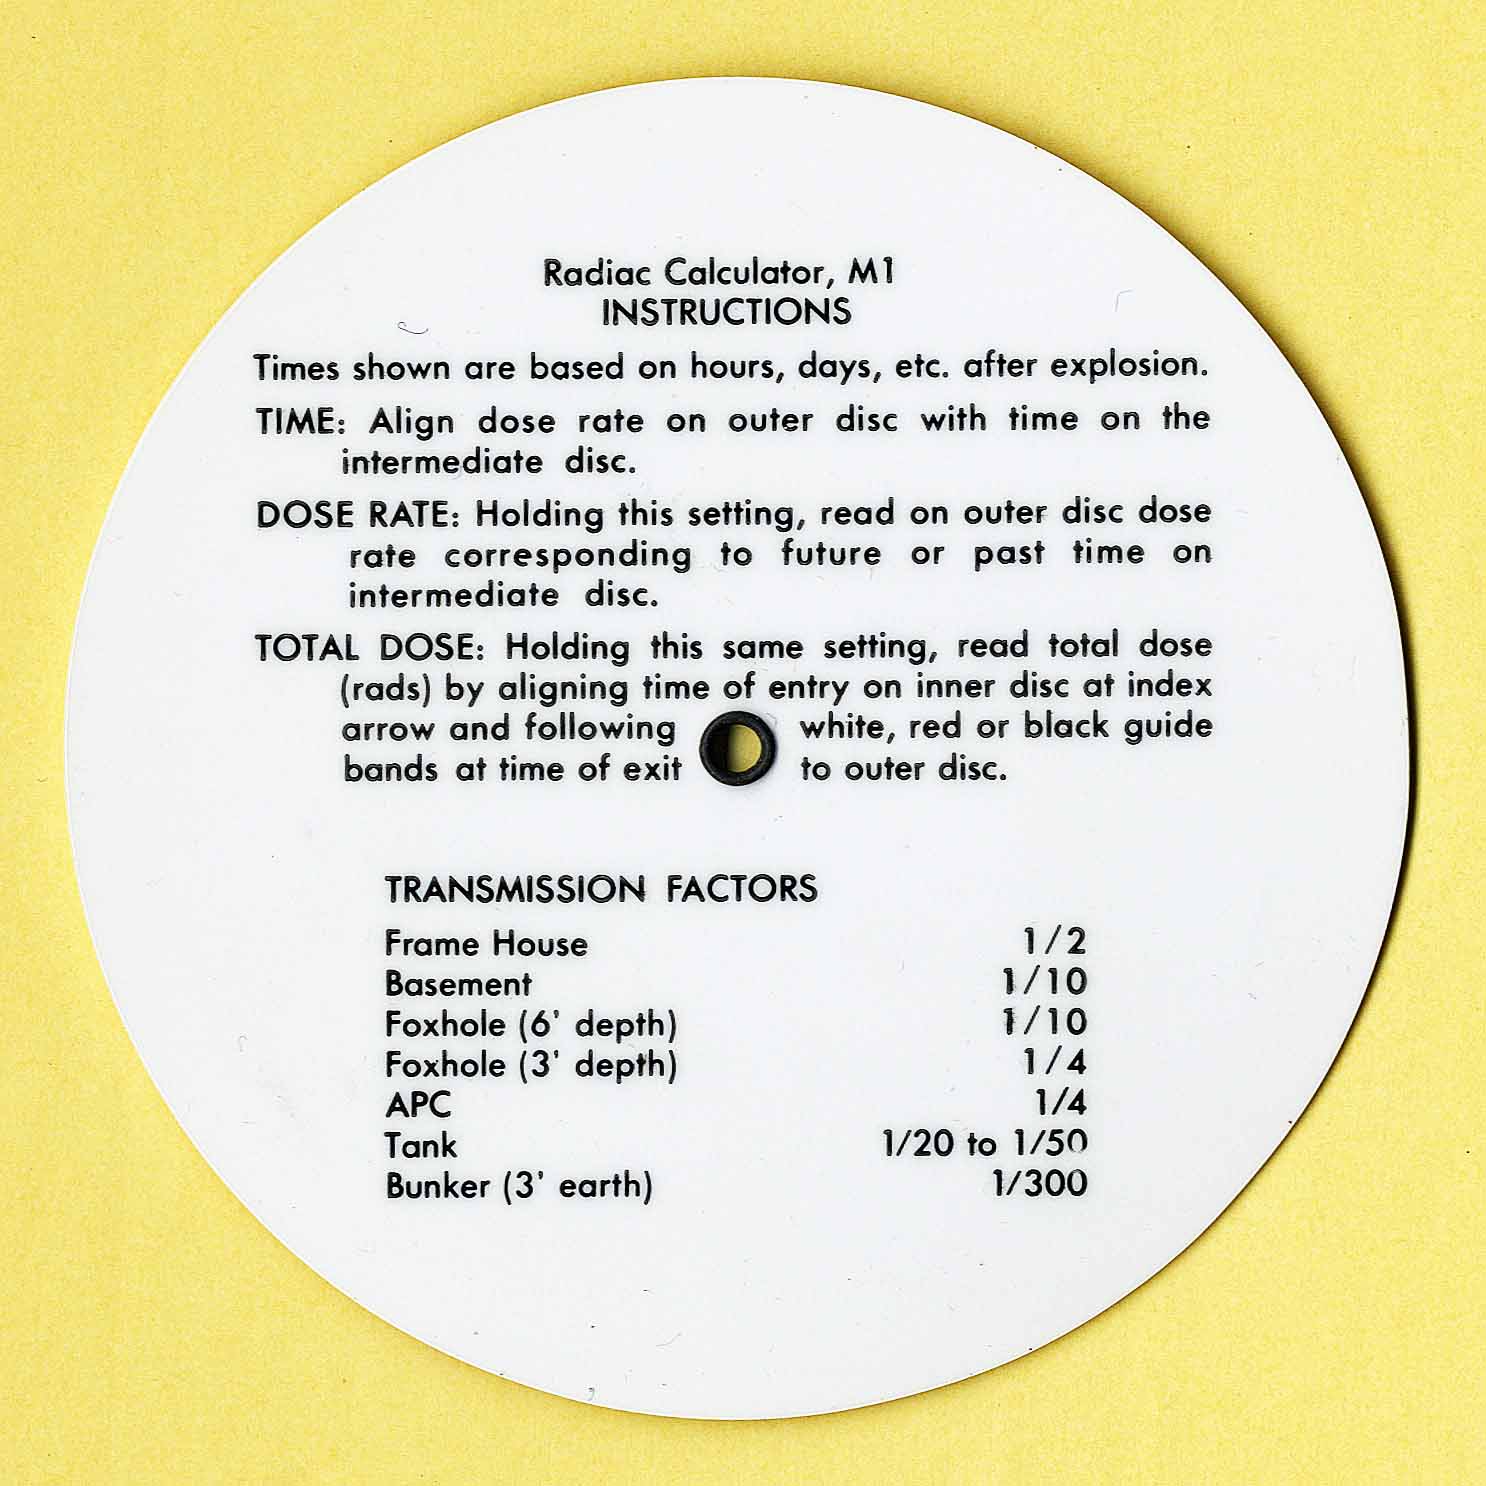 Radiac Calculator, M1
INSTRUCTIONS
Times shown are based on hours, days, etc. after explosion.
TIME: Align dose rate on outer disc with time on the
intermediate disc.
DOSE RATE: Holding this setting, read on outer disc dose
rate corresponding to future or past time on
intermediate disc.
TOTAL DOSE: Holding this same setting, read total dose
(rads) by aligning time of entry on inner disc at index
arrow and following white, red or black guide
bands at time of exit to outer disc.
TRANSMISSION FACTORS
Frame House 1/2
Basement 1/10
Foxhole (6' depth) 1/10
Foxhole (3' depth) 1/4
APC 1/4
Tank 1/20 to 1/50
Bunker (3' earth) 1/300